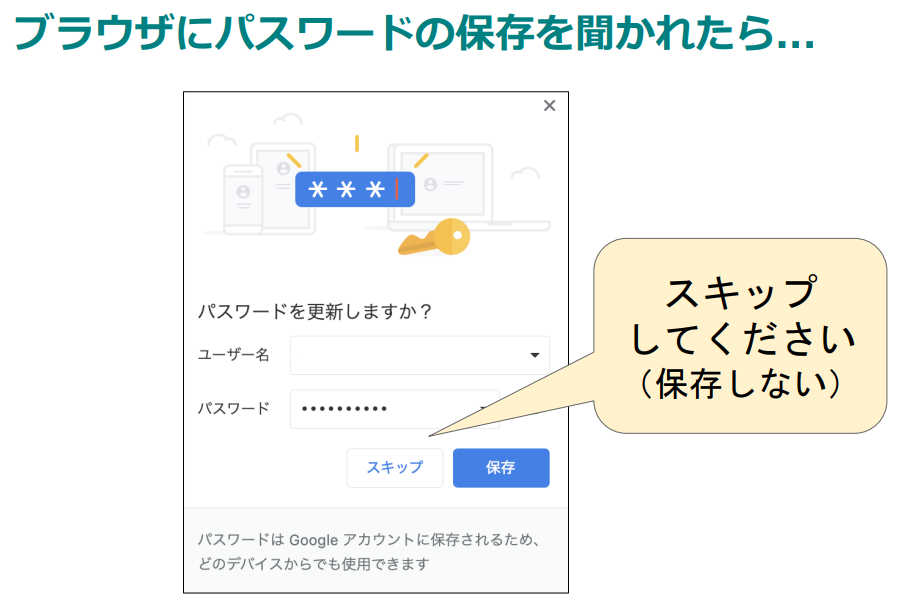 ブラウザにパスワードの保存を聞かれたら...
＊＊＊
パスワードを更新しますか？
ユーザー名
パスワード ••••••••••
スキップ 保存
パスワードは Google アカウントに保存されるため、
どのデバイスからでも使用できます
スキップ
してください
（保存しない）